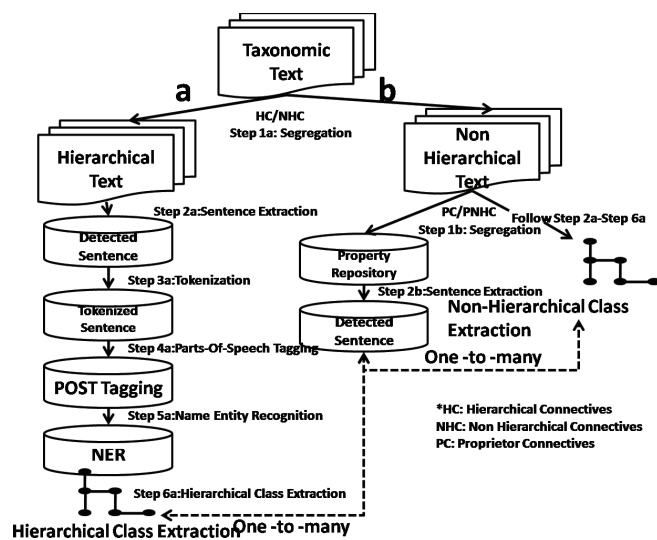 Taxonomic
Text
a
b
HC/NHC
Step 1a: Segregation
Hierarchical
Text
Non
Hierarchical
Text
Step 2a:Sentence Extraction
PC/PNHC
Step 1b: Segregation
Follow Step 2a-Step 6a
Detected
Sentence
Property
Repository
Step 3a:Tokenization
Step 2b:Sentence Extraction
Tokenized
Sentence
Detected
Sentence
Non-Hierarchical Class
Extraction
Step 4a:Parts-Of-Speech Tagging
One -to -many
POST Tagging
Step 5a:Name Entity Recognition
*HC: Hierarchical Connectives
NHC: Non Hierarchical Connectives
PC: Proprietor Connectives
NER
Step 6a:Hierarchical Class Extraction
Hierarchical Class Extraction
One -to -many